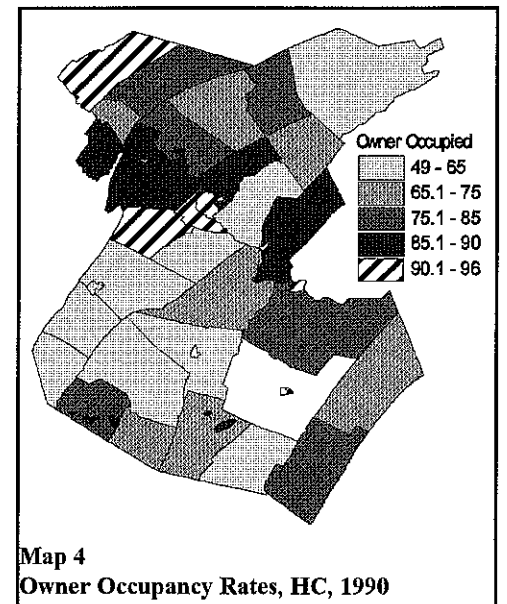 Owner Occupied
49 - 65
65.1 - 75
75.1 - 85
85.1 - 90
90.1 - 96
Map 4
Owner Occupancy Rates, HC, 1990